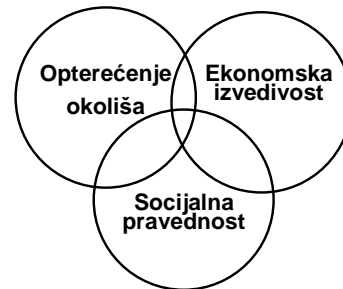 Opterećenje
okoliša
Ekonomska
izvedivost
Socijalna
pravednost